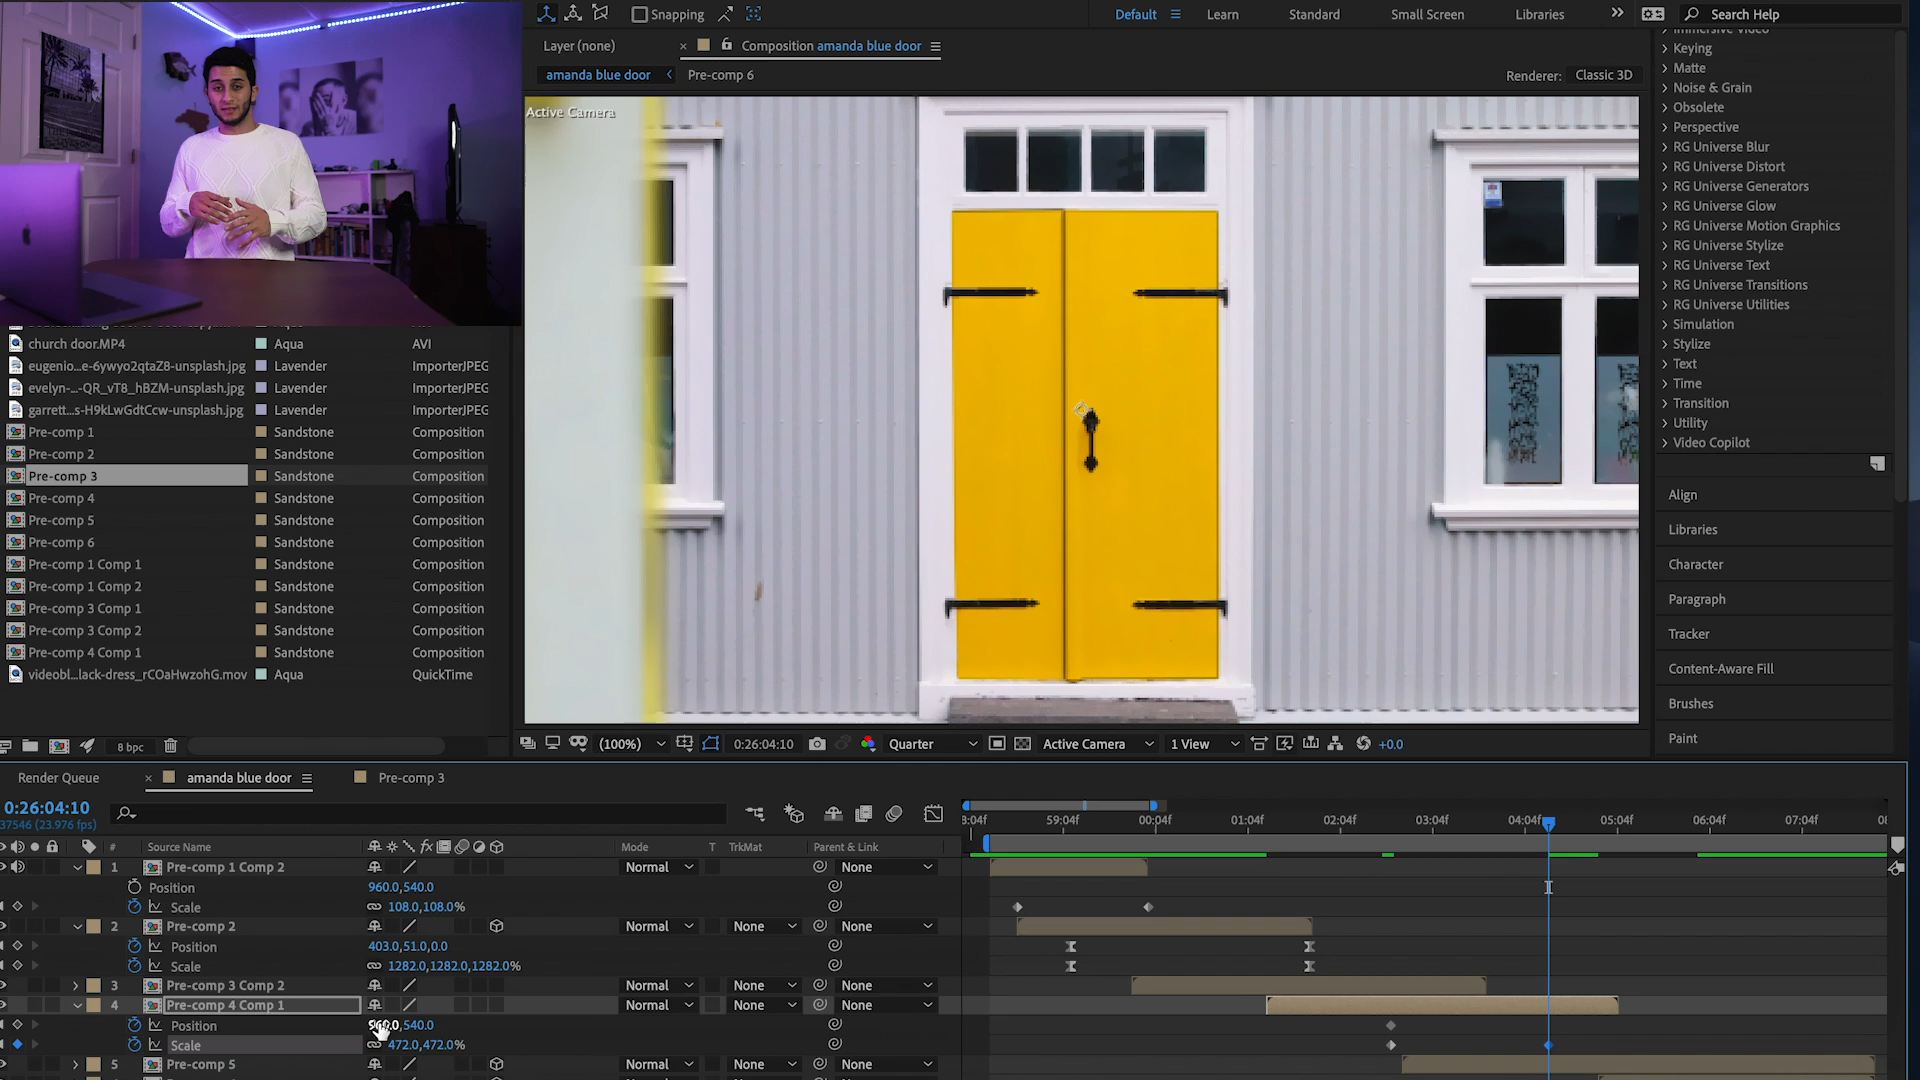 Snapping
Default
Learn
Standard
Small Screen
Libraries
Search Help
Layer (none)
Composition amanda blue door
amanda blue door
Pre-comp 6
Renderer: Classic 3D
Active Camera
Immersive Video
Keying
Matte
Noise & Grain
Obsolete
Perspective
RG Universe Blur
RG Universe Distort
RG Universe Generators
RG Universe Glow
RG Universe Motion Graphics
RG Universe Stylize
RG Universe Text
RG Universe Transitions
RG Universe Utilities
Simulation
Stylize
Text
Time
Transition
Utility
Video Copilot
Align
Libraries
Character
Paragraph
Tracker
Content-Aware Fill
Brushes
Paint
church door.MP4 Aqua AVI
eugenio...e-6ywyo2qtaZ8-unsplash.jpg Lavender ImporterJPEG
evelyn-...-QR_vT8_hBZM-unsplash.jpg Lavender ImporterJPEG
garrett...s-H9kLwGdtCcw-unsplash.jpg Lavender ImporterJPEG
Pre-comp 1 Sandstone Composition
Pre-comp 2 Sandstone Composition
Pre-comp 3 Sandstone Composition
Pre-comp 4 Sandstone Composition
Pre-comp 5 Sandstone Composition
Pre-comp 6 Sandstone Composition
Pre-comp 1 Comp 1 Sandstone Composition
Pre-comp 1 Comp 2 Sandstone Composition
Pre-comp 3 Comp 1 Sandstone Composition
Pre-comp 3 Comp 2 Sandstone Composition
Pre-comp 4 Comp 1 Sandstone Composition
videobl...lack-dress_rCOaHwzohG.mov Aqua QuickTime
8 bpc
(100%) 0:26:04:10 Quarter Active Camera 1 View +0.0
Render Queue
amanda blue door
Pre-comp 3
0:26:04:10
37546 (23.976 fps)
3:04f 59:04f 00:04f 01:04f 02:04f 03:04f 04:04f 05:04f 06:04f 07:04f
# Source Name fx Mode T TrkMat Parent & Link
1 Pre-comp 1 Comp 2 Normal None
Position 960.0,540.0
Scale 108.0,108.0%
2 Pre-comp 2 Normal None None
Position 403.0,51.0,0.0
Scale 1282.0,1282.0,1282.0%
3 Pre-comp 3 Comp 2 Normal None None
4 Pre-comp 4 Comp 1 Normal None None
Position 960.0,540.0
Scale 472.0,472.0%
5 Pre-comp 5 Normal None None